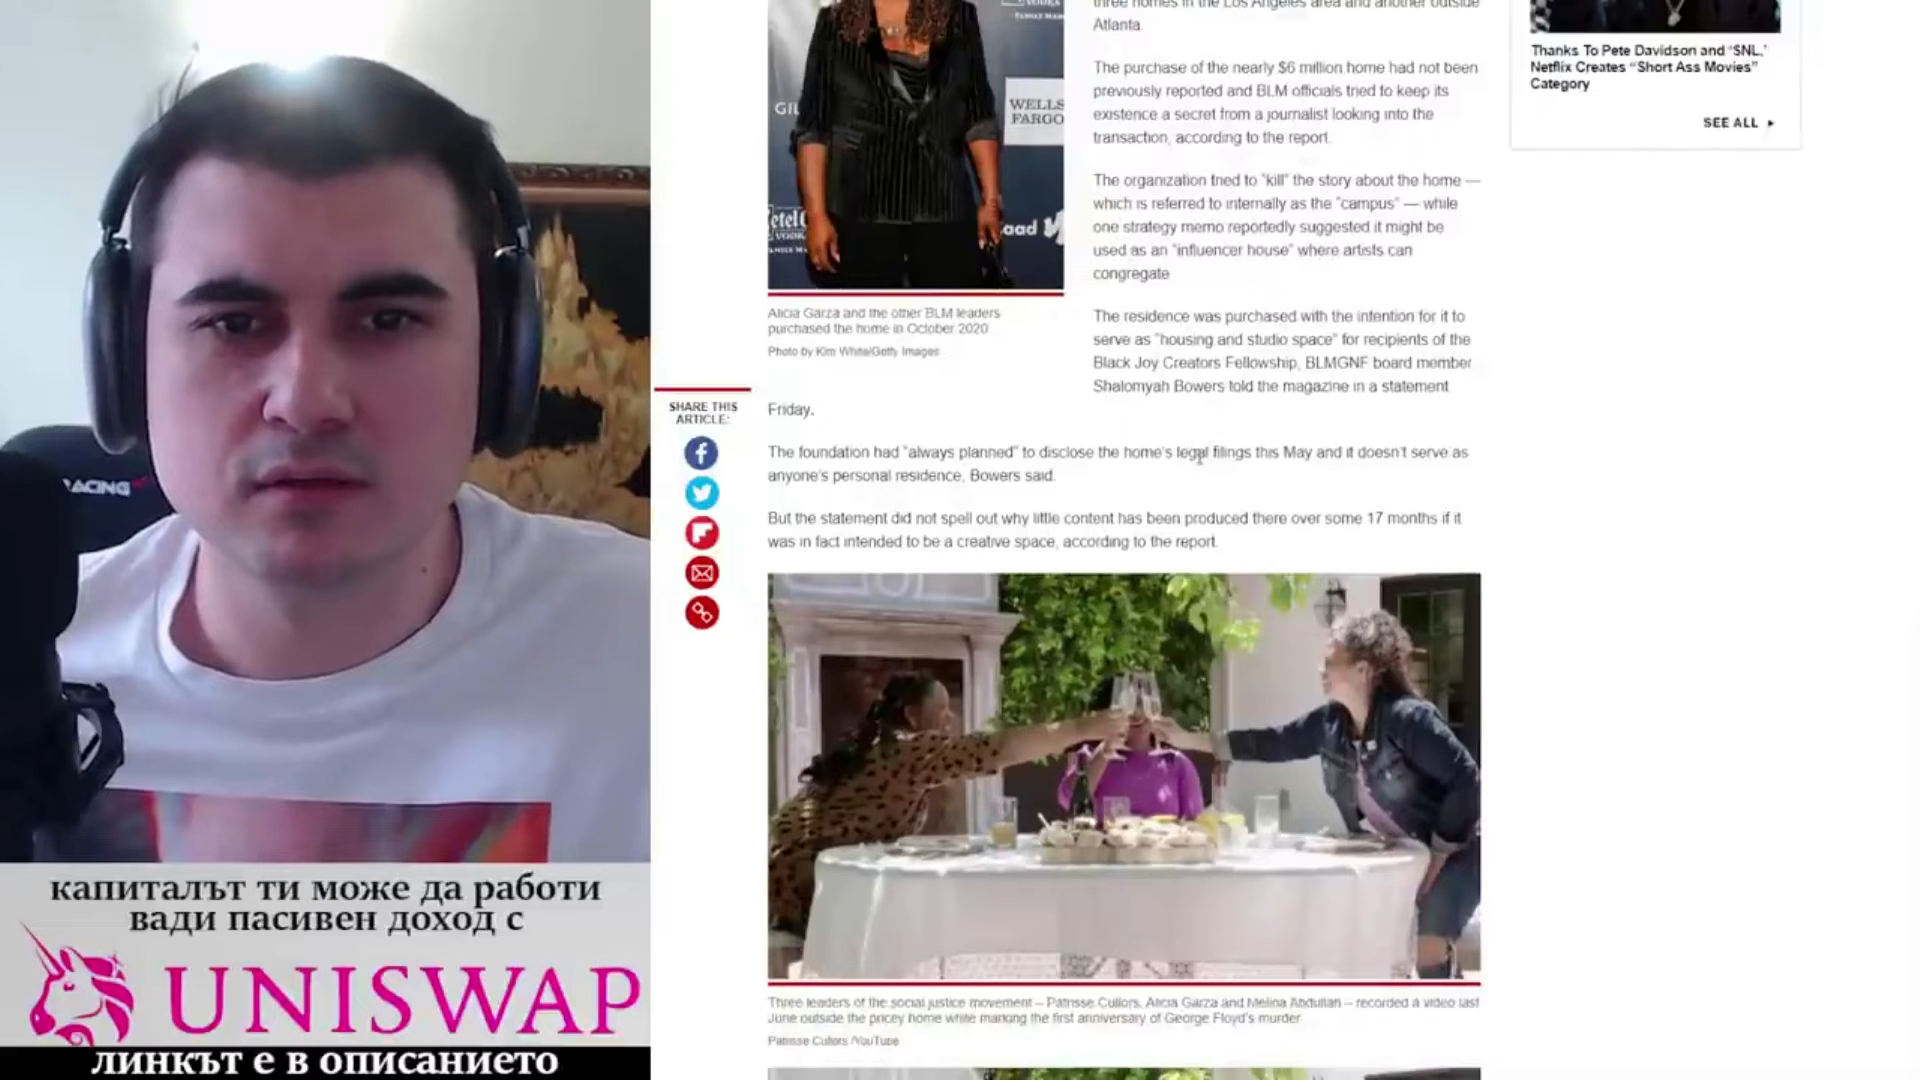 RACING
капиталът ти може да работи
вади пасивен доход с
UNISWAP
линкът е в описанието
GIL
WELLS
FARGO
etel
VODK
aad
VODKA
Alicia Garza and the other BLM leaders
purchased the home in October 2020
Photo by Kim White/Getty Images
SHARE THIS
ARTICLE:
three homes in the Los Angeles area and another outside
Atlanta.
The purchase of the nearly $6 million home had not been
previously reported and BLM officials tried to keep its
existence a secret from a journalist looking into the
transaction, according to the report.
The organization tried to “kill” the story about the home —
which is referred to internally as the “campus” — while
one strategy memo reportedly suggested it might be
used as an “influencer house” where artists can
congregate
The residence was purchased with the intention for it to
serve as “housing and studio space” for recipients of the
Black Joy Creators Fellowship, BLMGNF board member
Shalomyah Bowers told the magazine in a statement
Friday.
The foundation had “always planned” to disclose the home’s legal filings this May and it doesn’t serve as
anyone’s personal residence, Bowers said.
But the statement did not spell out why little content has been produced there over some 17 months if it
was in fact intended to be a creative space, according to the report.
Three leaders of the social justice movement – Patrisse Cullors, Alicia Garza and Melina Abdullah – recorded a video last
June outside the pricey home while marking the first anniversary of George Floyd’s murder
Patrisse Cullors /YouTube
Thanks To Pete Davidson and ‘SNL,’
Netflix Creates “Short Ass Movies”
Category
SEE ALL